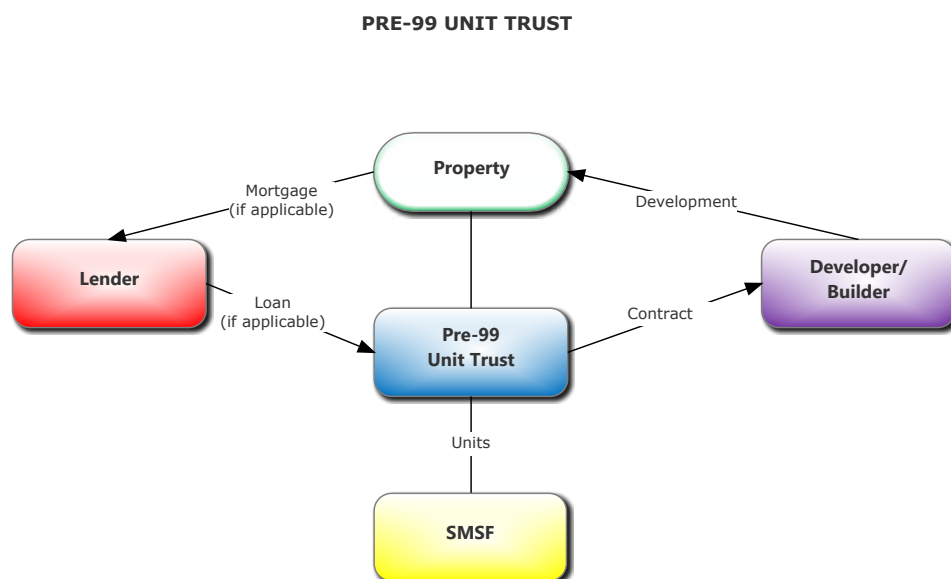 PRE-99 UNIT TRUST
Property
Mortgage
(if applicable)
Development
Lender
Developer/
Builder
Loan
(if applicable)
Contract
Pre-99
Unit Trust
Units
SMSF